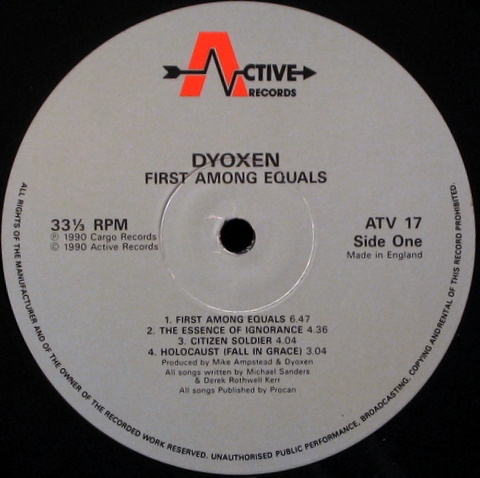 ACTIVE
RECORDS
DYOXEN
FIRST AMONG EQUALS
33⅓ RPM
℗ 1990 Cargo Records
© 1990 Active Records
ATV 17
Side One
Made in England
1. FIRST AMONG EQUALS 6.47
2. THE ESSENCE OF IGNORANCE 4.36
3. CITIZEN SOLDIER 4.04
4. HOLOCAUST (FALL IN GRACE) 3.04
Produced by Mike Ampstead & Dyoxen
All songs written by Michael Sanders
& Derek Rothwell Kerr
All songs Published by Procan
ALL RIGHTS OF THE MANUFACTURER AND OF THE OWNER OF THE RECORDED WORK RESERVED. UNAUTHORISED PUBLIC PERFORMANCE, BROADCASTING, COPYING AND RENTAL OF THIS RECORD PROHIBITED.